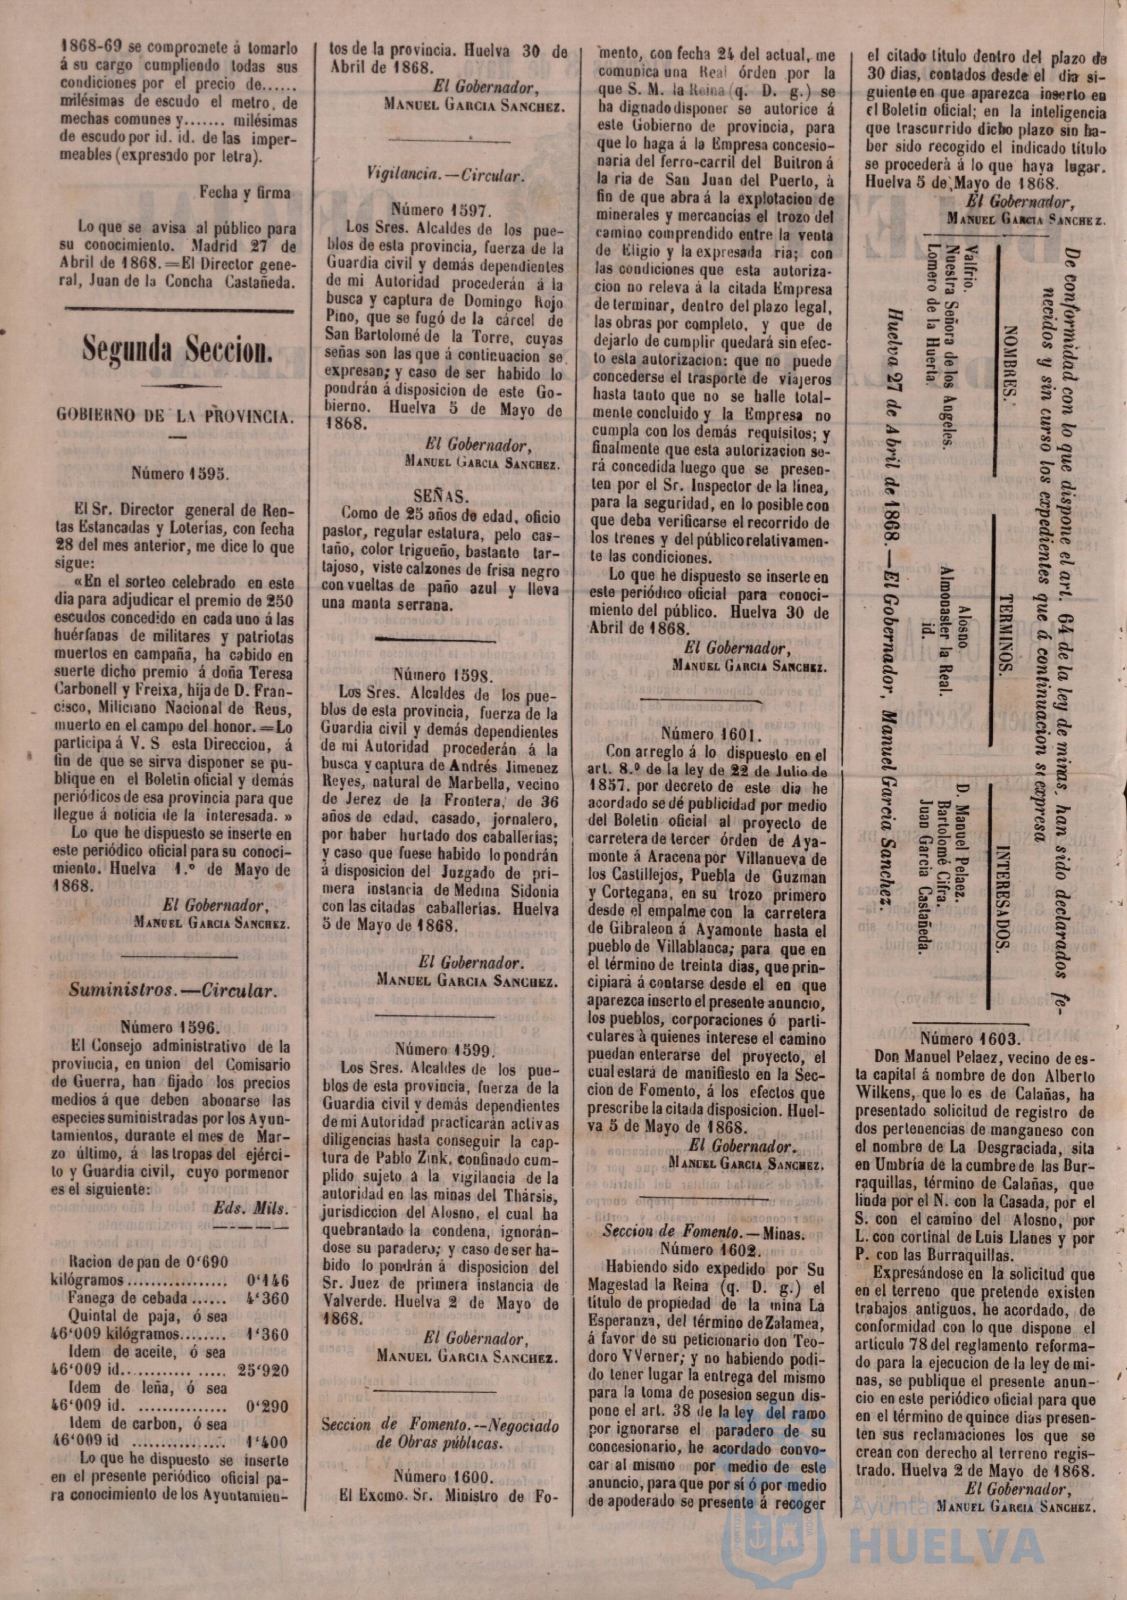 1868-69 se compromete á tomarlo
á su cargo cumpliendo todas sus
condiciones por el precio de......
milésimas de escudo el metro, de
mechas comunes y....... milésimas
de escudo por id. id. de las imper-
meables (expresado por letra).
Fecha y firma
Lo que se avisa al público para
su conocimiento. Madrid 27 de
Abril de 1868.=El Director gene-
ral, Juan de la Concha Castañeda.
Segunda Seccion.
GOBIERNO DE LA PROVINCIA.
Número 1595.
El Sr. Director general de Ren-
tas Estancadas y Loterías, con fecha
28 del mes anterior, me dice lo que
sigue:
«En el sorteo celebrado en este
dia para adjudicar el premio de 250
escudos concedido en cada uno á las
huérfanas de militares y patriotas
muertos en campaña, ha cabido en
suerte dicho premio á doña Teresa
Carbonell y Freixa, hija de D. Fran-
cisco, Miliciano Nacional de Reus,
muerto en el campo del honor.=Lo
participa á V. S esta Direccion, á
fin de que se sirva disponer se pu-
blique en el Boletin oficial y demás
periódicos de esa provincia para que
llegue á noticia de la interesada. »
Lo que he dispuesto se inserte en
este periódico oficial para su conoci-
miento. Huelva 1.º de Mayo de
1868.
El Gobernador,
MANUEL GARCIA SANCHEZ.
Suministros.—Circular.
Número 1596.
El Consejo administrativo de la
provincia, en union del Comisario
de Guerra, han fijado los precios
medios á que deben abonarse las
especies suministradas por los Ayun-
tamientos, durante el mes de Mar-
zo último, á las tropas del ejérci-
to y Guardia civil, cuyo pormenor
es el siguiente:
Eds. Mils.
Racion de pan de 0'690
kilógramos................. 0'146
Fanega de cebada...... 4'360
Quintal de paja, ó sea
46'009 kilógramos........ 1'360
Idem de aceite, ó sea
46'009 id.................. 25'920
Idem de leña, ó sea
46'009 id. ............... 0'290
Idem de carbon, ó sea
46'009 id ................ 1'400
Lo que he dispuesto se inserte
en el presente periódico oficial pa-
ra conocimiento de los Ayuntamien-
tos de la provincia. Huelva 30 de
Abril de 1868.
El Gobernador,
MANUEL GARCIA SANCHEZ.
Vigilancia.—Circular.
Número 1597.
Los Sres. Alcaldes de los pue-
blos de esta provincia, fuerza de la
Guardia civil y demás dependientes
de mi Autoridad procederán á la
busca y captura de Domingo Rojo
Pino, que se fugó de la cárcel de
San Bartolomé de la Torre, cuyas
señas son las que á continuacion se
expresan; y caso de ser habido lo
pondrán á disposicion de este Go-
bierno. Huelva 5 de Mayo de
1868.
El Gobernador,
MANUEL GARCIA SANCHEZ.
SEÑAS.
Como de 25 años de edad, oficio
pastor, regular estatura, pelo cas-
taño, color trigueño, bastante tar-
tajoso, viste calzones de frisa negro
con vueltas de paño azul y lleva
una manta serrana.
Número 1598.
Los Sres. Alcaldes de los pue-
blos de esta provincia, fuerza de la
Guardia civil y demás dependientes
de mi Autoridad procederán á la
busca y captura de Andrés Jimenez
Reyes, natural de Marbella, vecino
de Jerez de la Frontera, de 36
años de edad, casado, jornalero,
por haber hurtado dos caballerías;
y caso que fuese habido lo pondrán
á disposicion del Juzgado de pri-
mera instancia de Medina Sidonia
con las citadas caballerías. Huelva
5 de Mayo de 1868.
El Gobernador.
MANUEL GARCIA SANCHEZ.
Número 1599.
Los Sres. Alcaldes de los pue-
blos de esta provincia, fuerza de la
Guardia civil y demás dependientes
de mi Autoridad practicarán activas
diligencias hasta conseguir la cap-
tura de Pablo Zink, confinado cum-
plido sujeto á la vigilancia de la
autoridad en las minas del Thársis,
jurisdiccion del Alosno, el cual ha
quebrantado la condena, ignorán-
dose su paradero; y caso de ser ha-
bido lo pondrán á disposicion del
Sr. Juez de primera instancia de
Valverde. Huelva 2 de Mayo de
1868.
El Gobernador,
MANUEL GARCIA SANCHEZ.
Seccion de Fomento.--Negociado
de Obras públicas.
Número 1600.
El Excmo. Sr. Ministro de Fo-
mento, con fecha 24 del actual, me
comunica una Real órden por la
que S. M. la Reina (q. D. g.) se
ha dignado disponer se autorice á
este Gobierno de provincia, para
que lo haga á la Empresa concesio-
naria del ferro-carril del Buitron á
la ria de San Juan del Puerto, á
fin de que abra á la explotacion de
minerales y mercancías el trozo del
camino comprendido entre la venta
de Eligio y la expresada ria; con
las condiciones que esta autoriza-
cion no releva á la citada Empresa
de terminar, dentro del plazo legal,
las obras por completo, y que de
dejarlo de cumplir quedará sin efec-
to esta autorizacion: que no puede
concederse el trasporte de viajeros
hasta tanto que no se halle total-
mente concluido y la Empresa no
cumpla con los demás requisitos; y
finalmente que esta autorizacion se-
rá concedida luego que se presen-
ten por el Sr. Inspector de la línea,
para la seguridad, en lo posible con
que deba verificarse el recorrido de
los trenes y del público relativamen-
te las condiciones.
Lo que he dispuesto se inserte en
este periódico oficial para conoci-
miento del público. Huelva 30 de
Abril de 1868.
El Gobernador,
MANUEL GARCIA SANCHEZ.
Número 1601.
Con arreglo á lo dispuesto en el
art. 8.º de la ley de 22 de Julio de
1857, por decreto de este dia he
acordado se dé publicidad por medio
del Boletin oficial al proyecto de
carretera de tercer órden de Aya-
monte á Aracena por Villanueva de
los Castillejos, Puebla de Guzman
y Cortegana, en su trozo primero
desde el empalme con la carretera
de Gibraleon á Ayamonte hasta el
pueblo de Villablanca; para que en
el término de treinta dias, que prin-
cipiará á contarse desde el en que
aparezca inserto el presente anuncio,
los pueblos, corporaciones ó parti-
culares á quienes interese el camino
puedan enterarse del proyecto, el
cual estará de manifiesto en la Sec-
cion de Fomento, á los efectos que
prescribe la citada disposicion. Huel-
va 5 de Mayo de 1868.
El Gobernador.
MANUEL GARCIA SANCHEZ.
Seccion de Fomento.—Minas.
Número 1602.
Habiendo sido expedido por Su
Magestad la Reina (q. D. g.) el
título de propiedad de la mina La
Esperanza, del término de Zalamea,
á favor de su peticionario don Teo-
doro VVerner; y no habiendo podi-
do tener lugar la entrega del mismo
para la toma de posesion segun dis-
pone el art. 38 de la ley del ramo
por ignorarse el paradero de su
concesionario, he acordado convo-
car al mismo por medio de este
anuncio, para que por sí ó por medio
de apoderado se presente á recoger
el citado título dentro del plazo de
30 dias, contados desde el dia si-
guiente en que aparezca inserto en
el Boletin oficial; en la inteligencia
que trascurrido dicho plazo sin ha-
ber sido recogido el indicado título
se procederá á lo que haya lugar.
Huelva 5 de Mayo de 1868.
El Gobernador,
MANUEL GARCIA SANCHEZ.
De conformidad con lo que dispone el art. 64 de la ley de minas, han sido declarados fe-
necidos y sin curso los expedientes que á continuacion se expresa
NOMBRES. TERMINOS. INTERESADOS.
Valfrio. Alosno D. Manuel Pelaez.
Nuestra Señora de los Angeles. Almonaster la Real. Bartolomé Cifra.
Lomero de la Huerta. id. Juan Garcia Castañeda.
Huelva 27 de Abril de 1868.—El Gobernador, Manuel Garcia Sanchez.
Número 1603.
Don Manuel Pelaez, vecino de es-
ta capital á nombre de don Alberto
Wilkens, que lo es de Calañas, ha
presentado solicitud de registro de
dos pertenencias de manganeso con
el nombre de La Desgraciada, sita
en Umbria de la cumbre de las Bur-
raquillas, término de Calañas, que
linda por el N. con la Casada, por el
S. con el camino del Alosno, por
L. con cortinal de Luis Llanes y por
P. con las Burraquillas.
Expresándose en la solicitud que
en el terreno que pretende existen
trabajos antiguos, he acordado, de
conformidad con lo que dispone el
artículo 78 del reglamento reforma-
do para la ejecucion de la ley de mi-
nas, se publique el presente anun-
cio en este periódico oficial para que
en el término de quince dias presen-
ten sus reclamaciones los que se
crean con derecho al terreno regis-
trado. Huelva 2 de Mayo de 1868.
El Gobernador,
MANUEL GARCIA SANCHEZ.
HUELVA